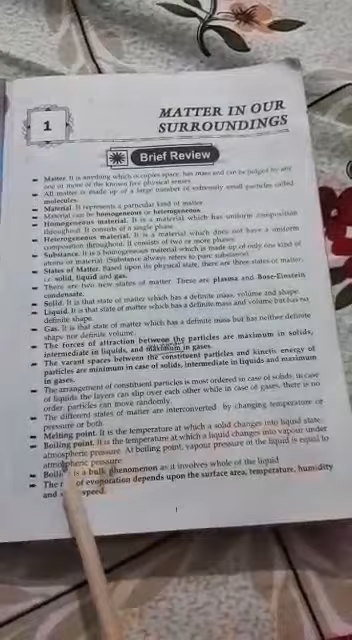 1
MATTER IN OUR
SURROUNDINGS
Brief Review
Matter. It is anything which occupies space, has mass and can be judged by any
one or more of the known five physical senses.
All matter is made up of a large number of extremely small particles called
molecules.
Material. It represents a particular kind of matter.
Material can be homogeneous or heterogeneous.
Homogeneous material. It is a material which has uniform composition
throughout. It consists of a single phase.
Heterogeneous material. It is a material which does not have a uniform
composition throughout. It consists of two or more phases.
Substance. It is a homogeneous material which is made up of only one kind of
atoms or material. Substance always refers to pure substance.
States of Matter. Based upon its physical state, there are three states of matter,
i.e. solid, liquid and gas.
There are two new states of matter. These are plasma and Bose-Einstein
condensate.
Solid. It is that state of matter which has a definite mass, volume and shape.
Liquid. It is that state of matter which has a definite mass and volume but has no
definite shape.
Gas. It is that state of matter which has a definite mass but has neither definite
shape nor definite volume.
The forces of attraction between the particles are maximum in solids,
intermediate in liquids, and in gases.
The vacant spaces between the constituent particles and kinetic energy of
particles are minimum in case of solids, intermediate in liquids and maximum
in gases.
The arrangement of constituent particles is most ordered in case of solids, in case
of liquids the layers can slip over each other while in case of gases, there is no
order, particles can move randomly.
The different states of matter are interconverted by changing temperature or
pressure or both.
Melting point. It is the temperature at which a solid changes into liquid state.
Boiling point. It is the temperature at which a liquid changes into vapour under
atmospheric pressure. At boiling point, vapour pressure of the liquid is equal to
atmospheric pressure
is a bulk phenomenon as it involves whole of the liquid
The of evaporation depends upon the surface area, temperature, humidity
and speed.
1